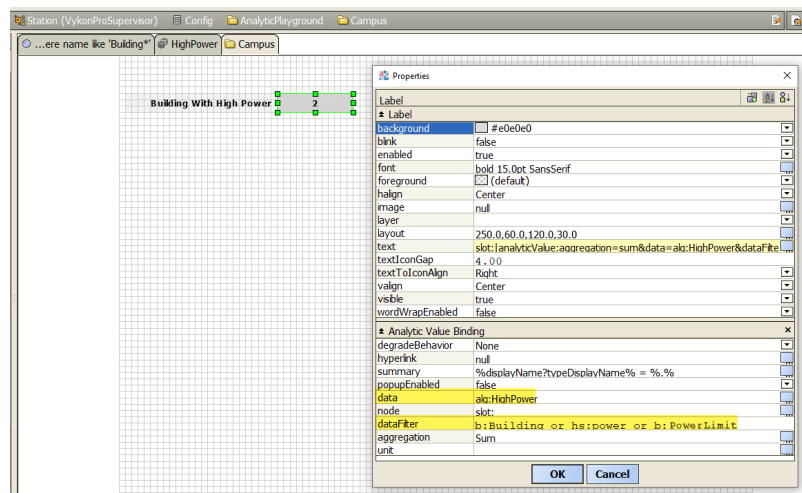 Station (VykonProSupervisor) Config AnalyticPlayground Campus
...ere name like 'Building*' HighPower Campus
Building With High Power 2
Properties
Label
Label
background #e0e0e0
blink false
enabled true
font bold 15.0pt SansSerif
foreground (default)
halign Center
image null
layer
layout 250.0,60.0,120.0,30.0
text slot:|analyticValue:aggregation=sum&data=alg:HighPower&dataFilte
textIconGap 4.00
textToIconAlign Right
valign Center
visible true
wordWrapEnabled false
Analytic Value Binding
degradeBehavior None
hyperlink null
summary %displayName?typeDisplayName% = %.%
popupEnabled false
data alg:HighPower
node slot:
dataFilter b:Building or hs:power or b:PowerLimit
aggregation Sum
unit
OK Cancel